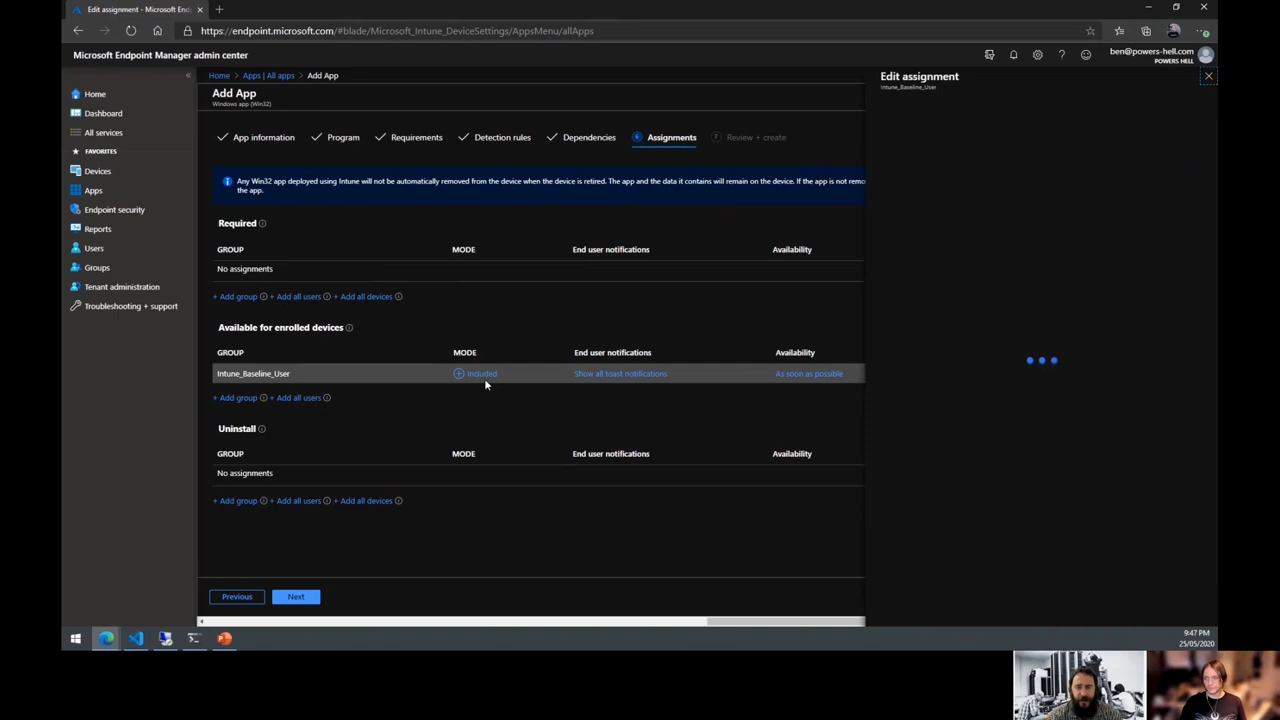 Edit assignment - Microsoft End
https://endpoint.microsoft.com/#blade/Microsoft_Intune_DeviceSettings/AppsMenu/allApps
Microsoft Endpoint Manager admin center
ben@powers-hell.com
POWERS HELL
Home
Dashboard
All services
FAVORITES
Devices
Apps
Endpoint security
Reports
Users
Groups
Tenant administration
Troubleshooting + support
Home > Apps | All apps > Add App
Add App
Windows app (Win32)
App information
Program
Requirements
Detection rules
Dependencies
6 Assignments
7 Review + create
Any Win32 app deployed using Intune will not be automatically removed from the device when the device is retired. The app and the data it contains will remain on the device. If the app is not remo
the app.
Required
GROUP MODE End user notifications Availability
No assignments
+ Add group + Add all users + Add all devices
Available for enrolled devices
GROUP MODE End user notifications Availability
Intune_Baseline_User Included Show all toast notifications As soon as possible
+ Add group + Add all users
Uninstall
GROUP MODE End user notifications Availability
No assignments
+ Add group + Add all users + Add all devices
Previous Next
Edit assignment
Intune_Baseline_User
9:47 PM
25/05/2020